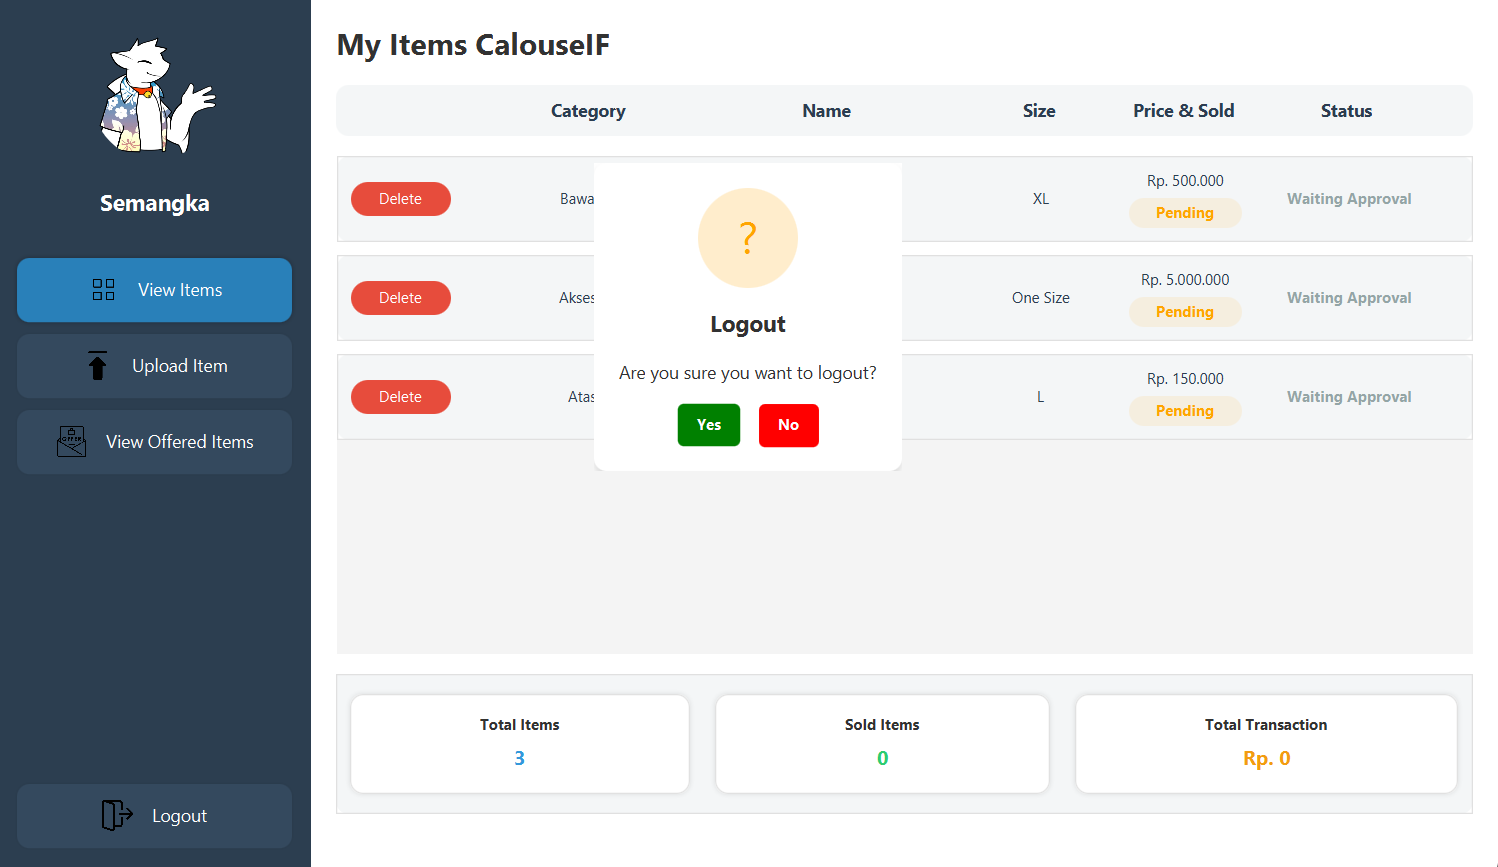 Semangka
View Items
Upload Item
OFFER
View Offered Items
Logout
My Items CalouseIF
Category Name Size Price & Sold Status
Delete Bawa XL Rp. 500.000 Pending Waiting Approval
Delete Akses One Size Rp. 5.000.000 Pending Waiting Approval
Delete Atas L Rp. 150.000 Pending Waiting Approval
?
Logout
Are you sure you want to logout?
Yes No
Total Items Sold Items Total Transaction
3 0 Rp. 0